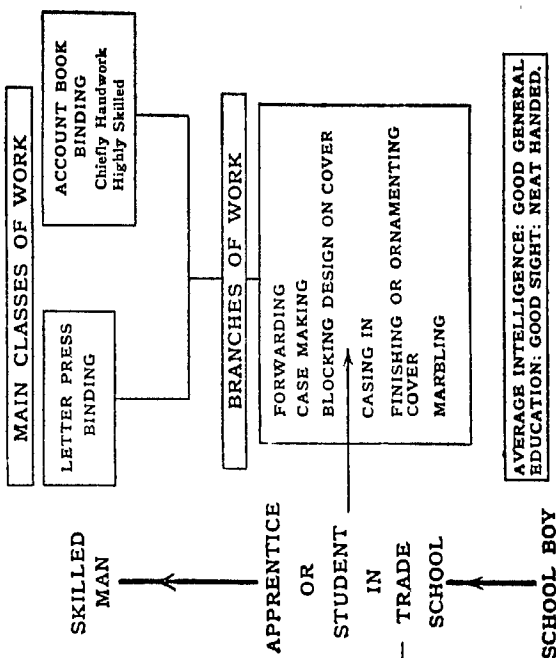 MAIN CLASSES OF WORK
LETTER PRESS
BINDING
ACCOUNT BOOK
BINDING
Chiefly Handwork
Highly Skilled
SKILLED
MAN
BRANCHES OF WORK
FORWARDING
CASE MAKING
BLOCKING DESIGN ON COVER
CASING IN
FINISHING OR ORNAMENTING
COVER
MARBLING
APPRENTICE
OR
STUDENT
IN
TRADE
SCHOOL
AVERAGE INTELLIGENCE: GOOD GENERAL
EDUCATION: GOOD SIGHT: NEAT HANDED.
SCHOOL BOY